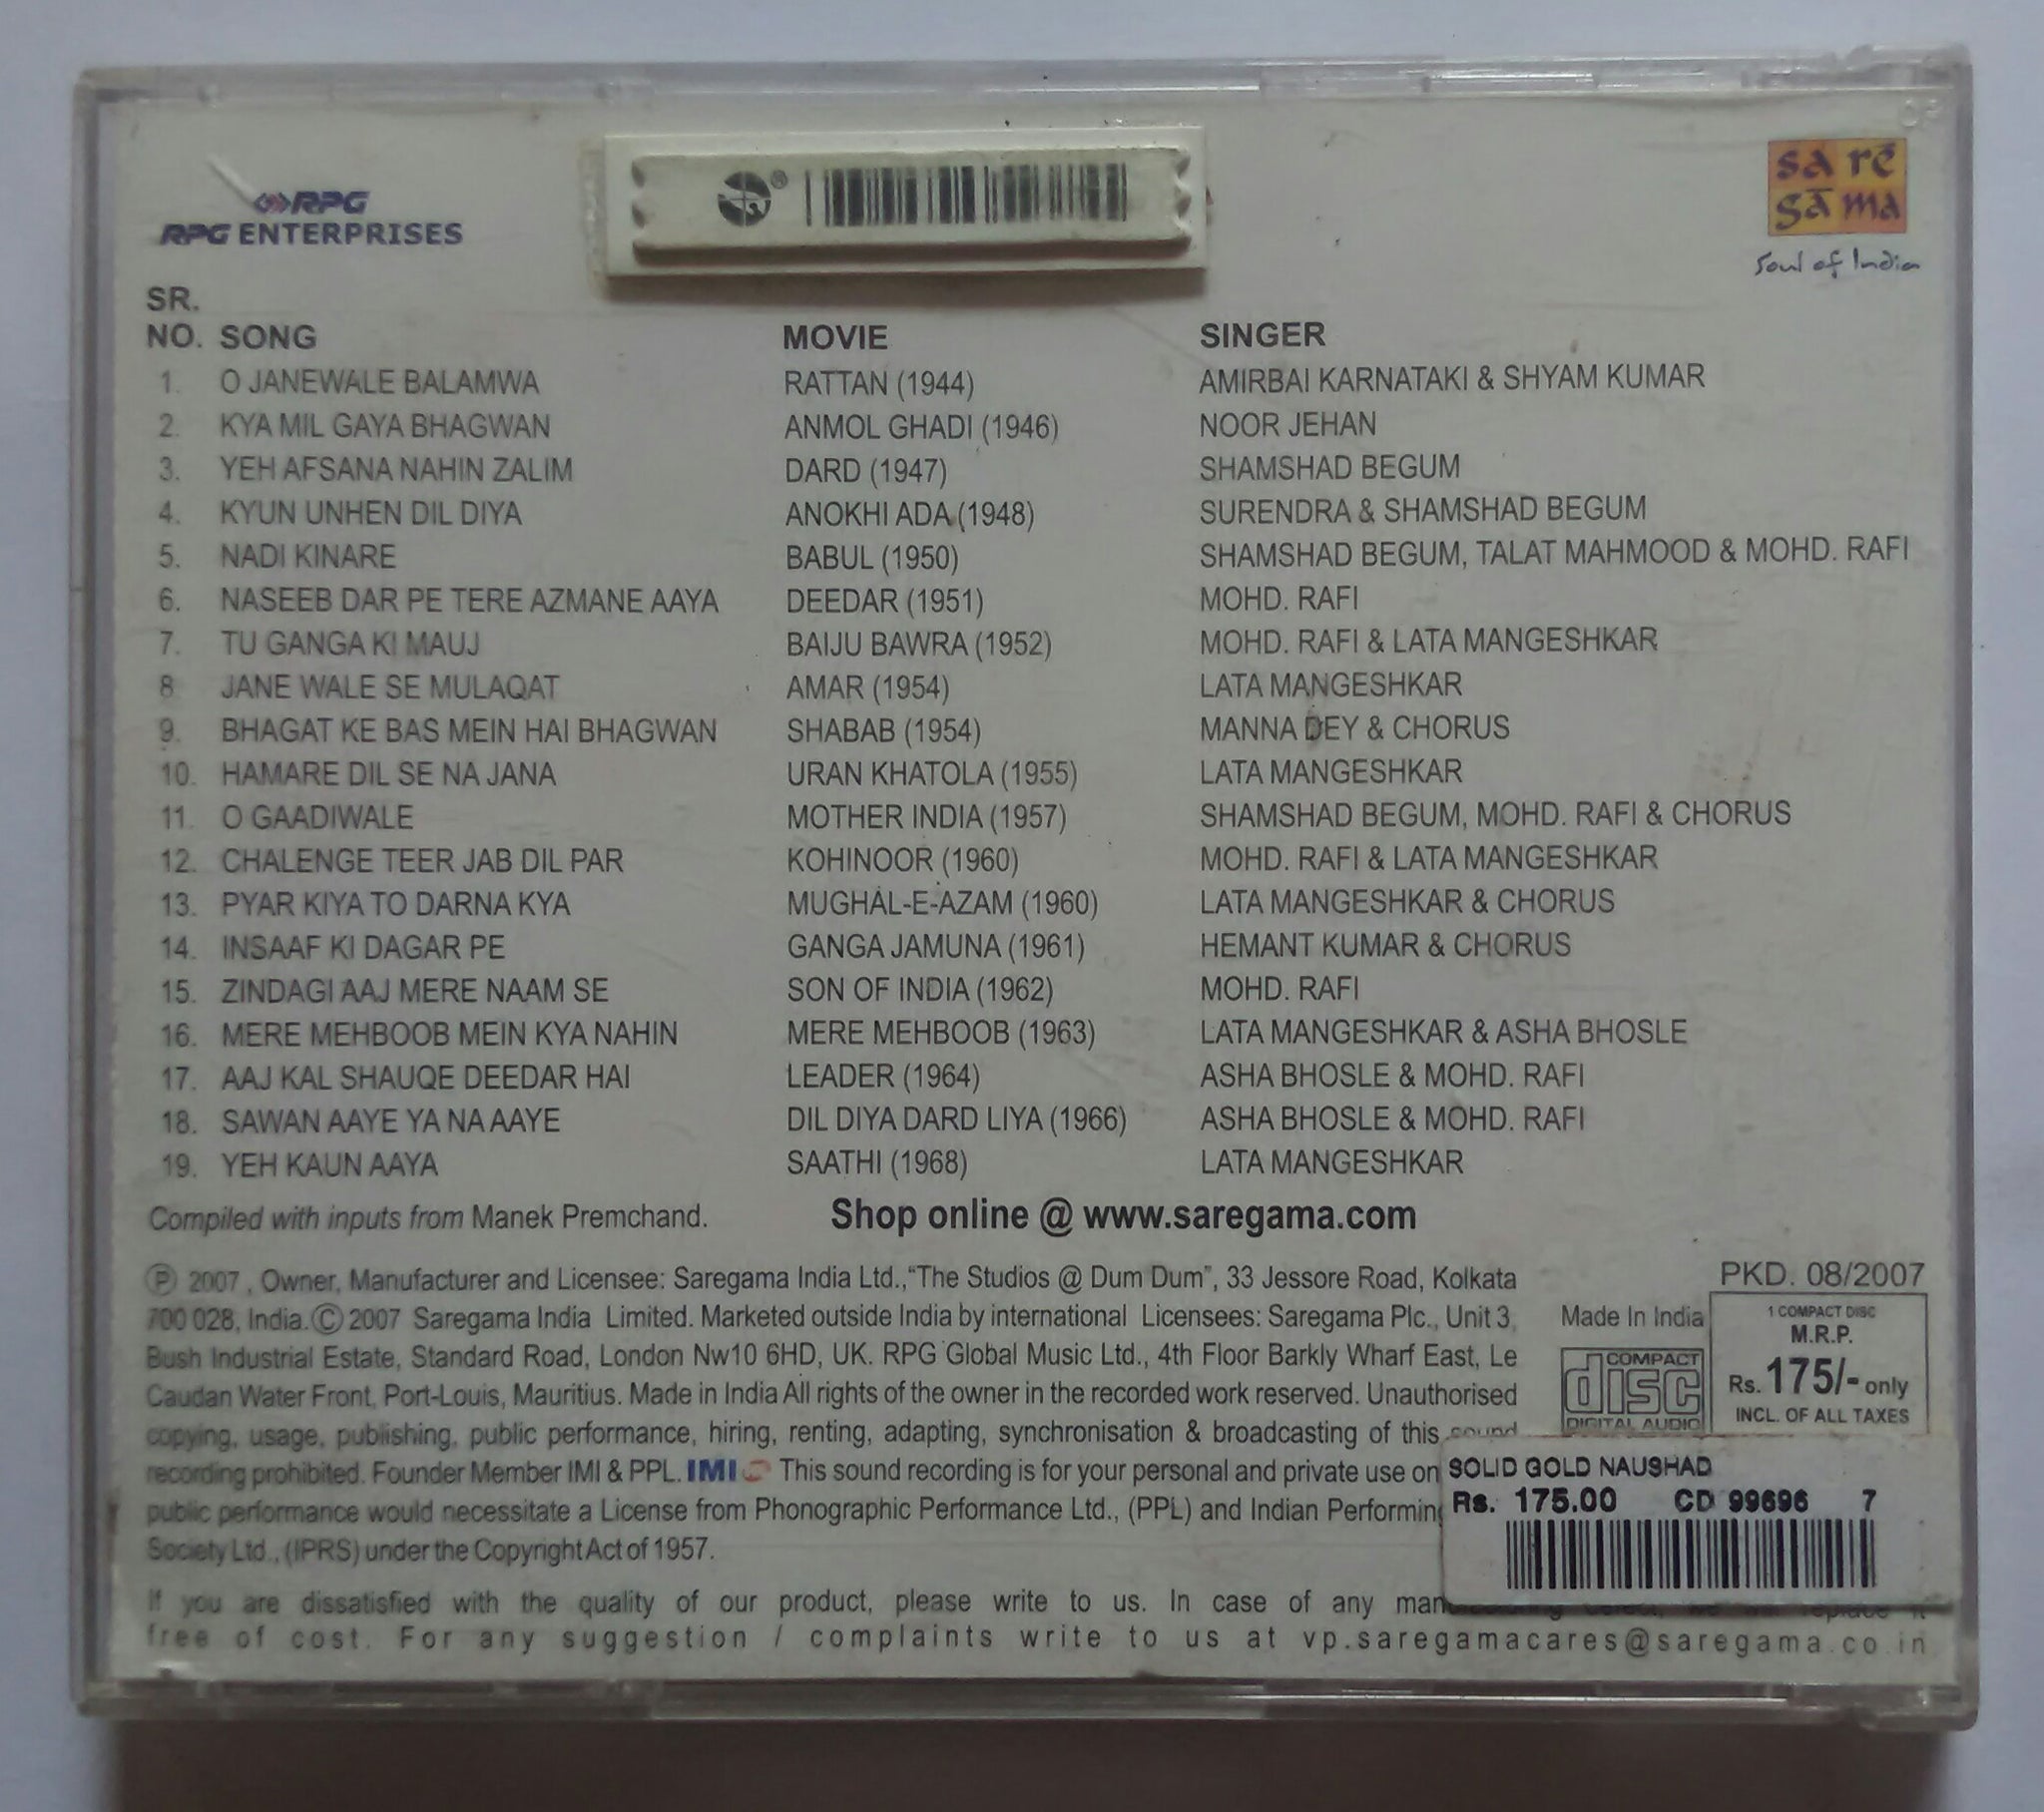 RPG
RPG ENTERPRISES
®
sa rē
gā ma
Soul of India
SR.
NO. SONG MOVIE SINGER
1. O JANEWALE BALAMWA RATTAN (1944) AMIRBAI KARNATAKI & SHYAM KUMAR
2. KYA MIL GAYA BHAGWAN ANMOL GHADI (1946) NOOR JEHAN
3. YEH AFSANA NAHIN ZALIM DARD (1947) SHAMSHAD BEGUM
4. KYUN UNHEN DIL DIYA ANOKHI ADA (1948) SURENDRA & SHAMSHAD BEGUM
5. NADI KINARE BABUL (1950) SHAMSHAD BEGUM, TALAT MAHMOOD & MOHD. RAFI
6. NASEEB DAR PE TERE AZMANE AAYA DEEDAR (1951) MOHD. RAFI
7. TU GANGA KI MAUJ BAIJU BAWRA (1952) MOHD. RAFI & LATA MANGESHKAR
8 JANE WALE SE MULAQAT AMAR (1954) LATA MANGESHKAR
9. BHAGAT KE BAS MEIN HAI BHAGWAN SHABAB (1954) MANNA DEY & CHORUS
10. HAMARE DIL SE NA JANA URAN KHATOLA (1955) LATA MANGESHKAR
11. O GAADIWALE MOTHER INDIA (1957) SHAMSHAD BEGUM, MOHD. RAFI & CHORUS
12. CHALENGE TEER JAB DIL PAR KOHINOOR (1960) MOHD. RAFI & LATA MANGESHKAR
13. PYAR KIYA TO DARNA KYA MUGHAL-E-AZAM (1960) LATA MANGESHKAR & CHORUS
14. INSAAF KI DAGAR PE GANGA JAMUNA (1961) HEMANT KUMAR & CHORUS
15. ZINDAGI AAJ MERE NAAM SE SON OF INDIA (1962) MOHD. RAFI
16. MERE MEHBOOB MEIN KYA NAHIN MERE MEHBOOB (1963) LATA MANGESHKAR & ASHA BHOSLE
17. AAJ KAL SHAUQE DEEDAR HAI LEADER (1964) ASHA BHOSLE & MOHD. RAFI
18. SAWAN AAYE YA NA AAYE DIL DIYA DARD LIYA (1966) ASHA BHOSLE & MOHD. RAFI
19. YEH KAUN AAYA SAATHI (1968) LATA MANGESHKAR
Compiled with inputs from Manek Premchand. Shop online @ www.saregama.com
Ⓟ 2007 , Owner, Manufacturer and Licensee: Saregama India Ltd.,"The Studios @ Dum Dum", 33 Jessore Road, Kolkata
700 028, India.© 2007 Saregama India Limited. Marketed outside India by international Licensees: Saregama Plc., Unit 3,
Bush Industrial Estate, Standard Road, London Nw10 6HD, UK. RPG Global Music Ltd., 4th Floor Barkly Wharf East, Le
Caudan Water Front, Port-Louis, Mauritius. Made in India All rights of the owner in the recorded work reserved. Unauthorised
copying, usage, publishing, public performance, hiring, renting, adapting, synchronisation & broadcasting of this sound
recording prohibited. Founder Member IMI & PPL. IMI This sound recording is for your personal and private use on
public performance would necessitate a License from Phonographic Performance Ltd., (PPL) and Indian Performing
Society Ltd., (IPRS) under the Copyright Act of 1957.
If you are dissatisfied with the quality of our product, please write to us. In case of any manufacturing defect, we will replace it
free of cost. For any suggestion / complaints write to us at vp.saregamacares@saregama.co.in
PKD. 08/2007
Made In India
COMPACT
disc
DIGITAL AUDIO
1 COMPACT DISC
M.R.P.
Rs. 175/- only
INCL. OF ALL TAXES
SOLID GOLD NAUSHAD
Rs. 175.00 CD 99696 7